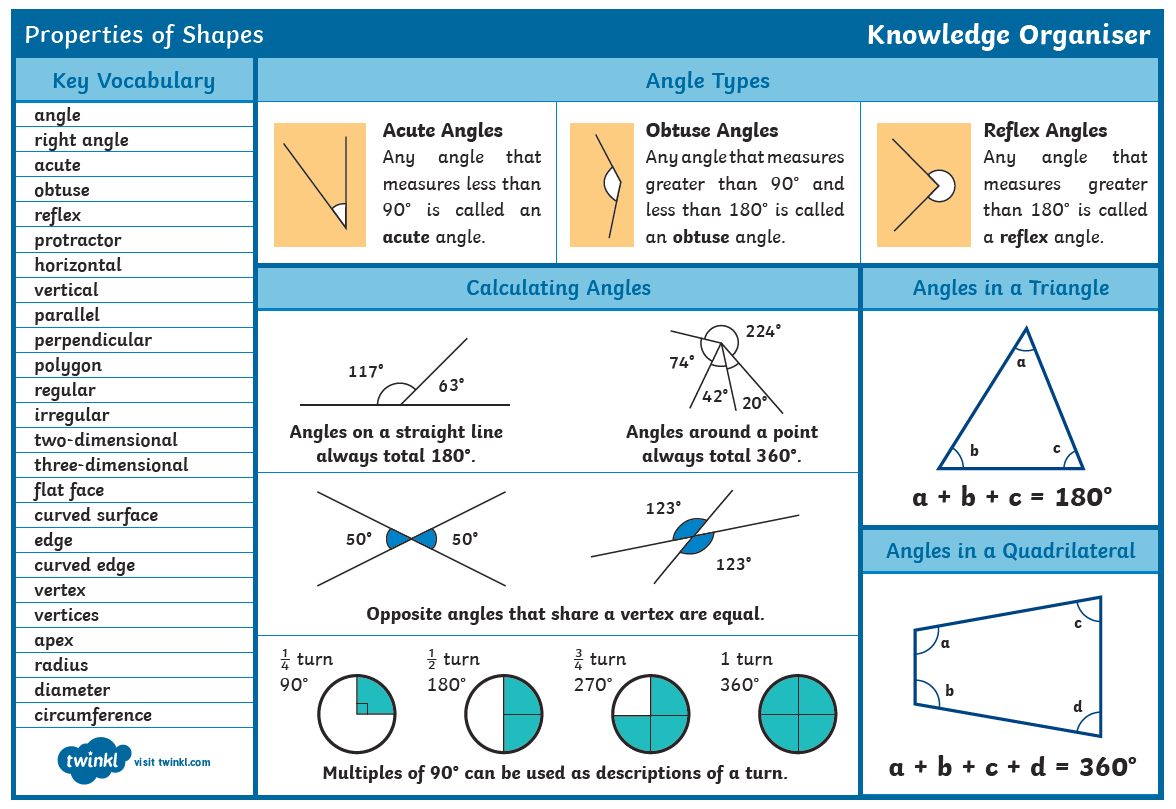 Properties of Shapes
Knowledge Organiser
Key Vocabulary
angle
right angle
acute
obtuse
reflex
protractor
horizontal
vertical
parallel
perpendicular
polygon
regular
irregular
two-dimensional
three-dimensional
flat face
curved surface
edge
curved edge
vertex
vertices
apex
radius
diameter
circumference
twinkl
visit twinkl.com
Angle Types
Acute Angles
Any angle that
measures less than
90° is called an
acute angle.
Obtuse Angles
Any angle that measures
greater than 90° and
less than 180° is called
an obtuse angle.
Reflex Angles
Any angle that
measures greater
than 180° is called
a reflex angle.
Calculating Angles
117°
63°
Angles on a straight line
always total 180°.
224°
74°
42°
20°
Angles around a point
always total 360°.
50°
50°
123°
123°
Opposite angles that share a vertex are equal.
1/4 turn
90°
1/2 turn
180°
3/4 turn
270°
1 turn
360°
Multiples of 90° can be used as descriptions of a turn.
Angles in a Triangle
a
b
c
a + b + c = 180°
Angles in a Quadrilateral
c
a
b
d
a + b + c + d = 360°